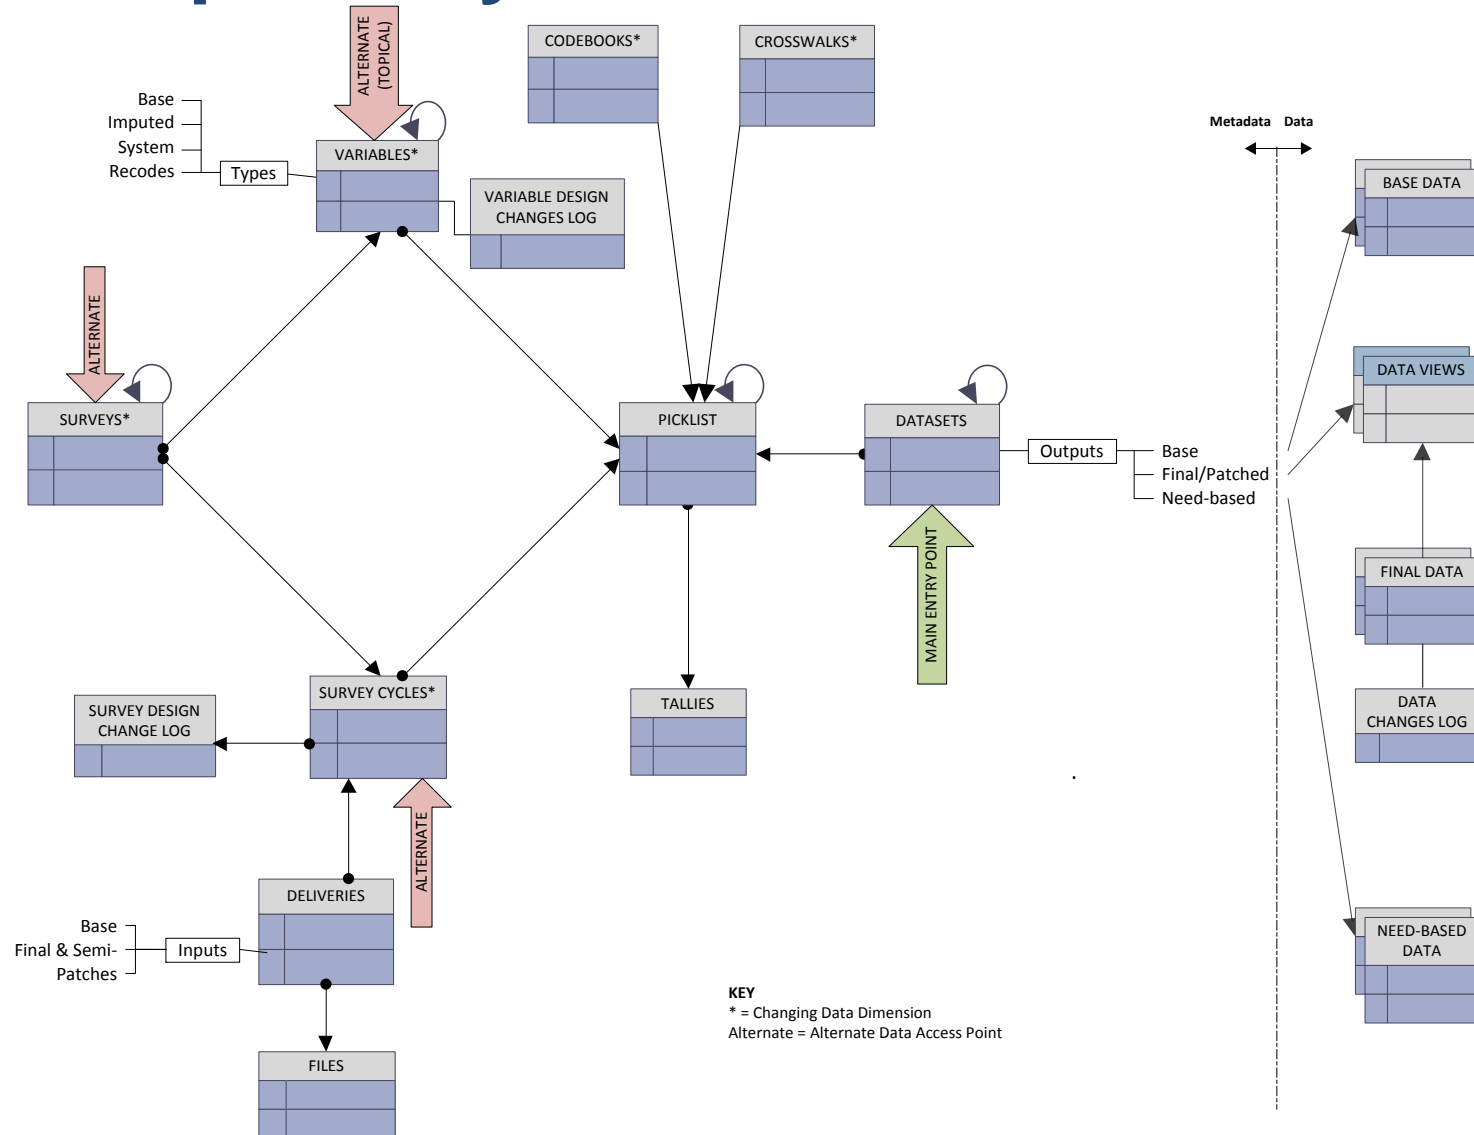 ALTERNATE
(TOPICAL)
CODEBOOKS*
CROSSWALKS*
Base
Imputed
System
Recodes
Types
VARIABLES*
VARIABLE DESIGN
CHANGES LOG
Metadata Data
BASE DATA
ALTERNATE
SURVEYS*
PICKLIST
DATASETS
Outputs
Base
Final/Patched
Need-based
DATA VIEWS
MAIN ENTRY POINT
FINAL DATA
SURVEY DESIGN
CHANGE LOG
SURVEY CYCLES*
TALLIES
DATA
CHANGES LOG
.
ALTERNATE
DELIVERIES
Base
Final & Semi-
Patches
Inputs
NEED-BASED
DATA
FILES
KEY
* = Changing Data Dimension
Alternate = Alternate Data Access Point